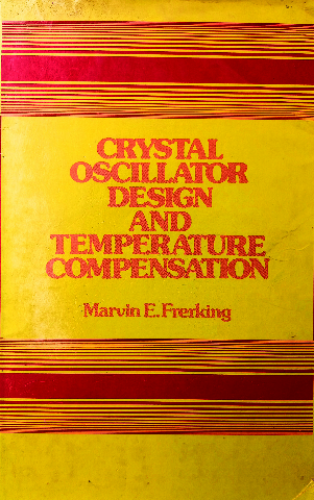 CRYSTAL
OSCILLATOR
DESIGN
AND
TEMPERATURE
COMPENSATION
Marvin E. Frerking